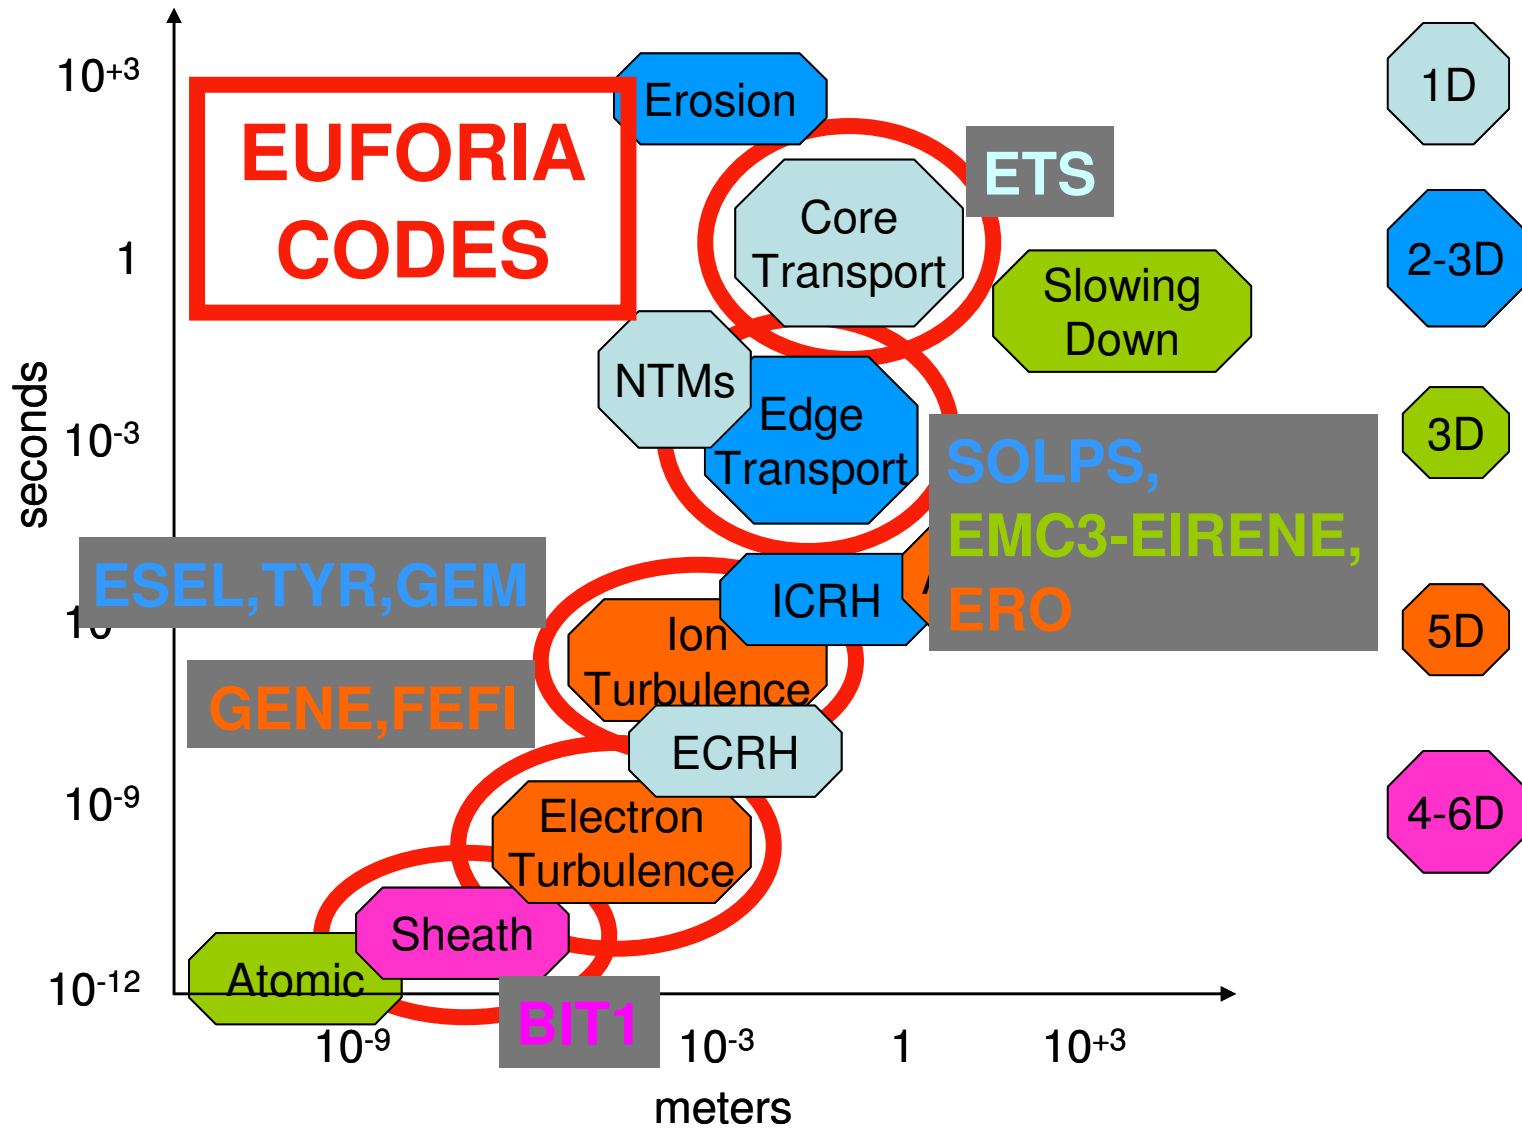 10+3
Erosion
1D
EUFORIA
CODES
ETS
Core
Transport
1
2-3D
Slowing
Down
NTMs
Edge
Transport
seconds
10-3
3D
SOLPS,
EMC3-EIRENE,
ERO
ESEL,TYR,GEM
ICRH
Ion
Turbulence
5D
GENE,FEFI
ECRH
10-9
Electron
Turbulence
4-6D
Sheath
Atomic
10-12
BIT1
10-9
10-3
1
10+3
meters